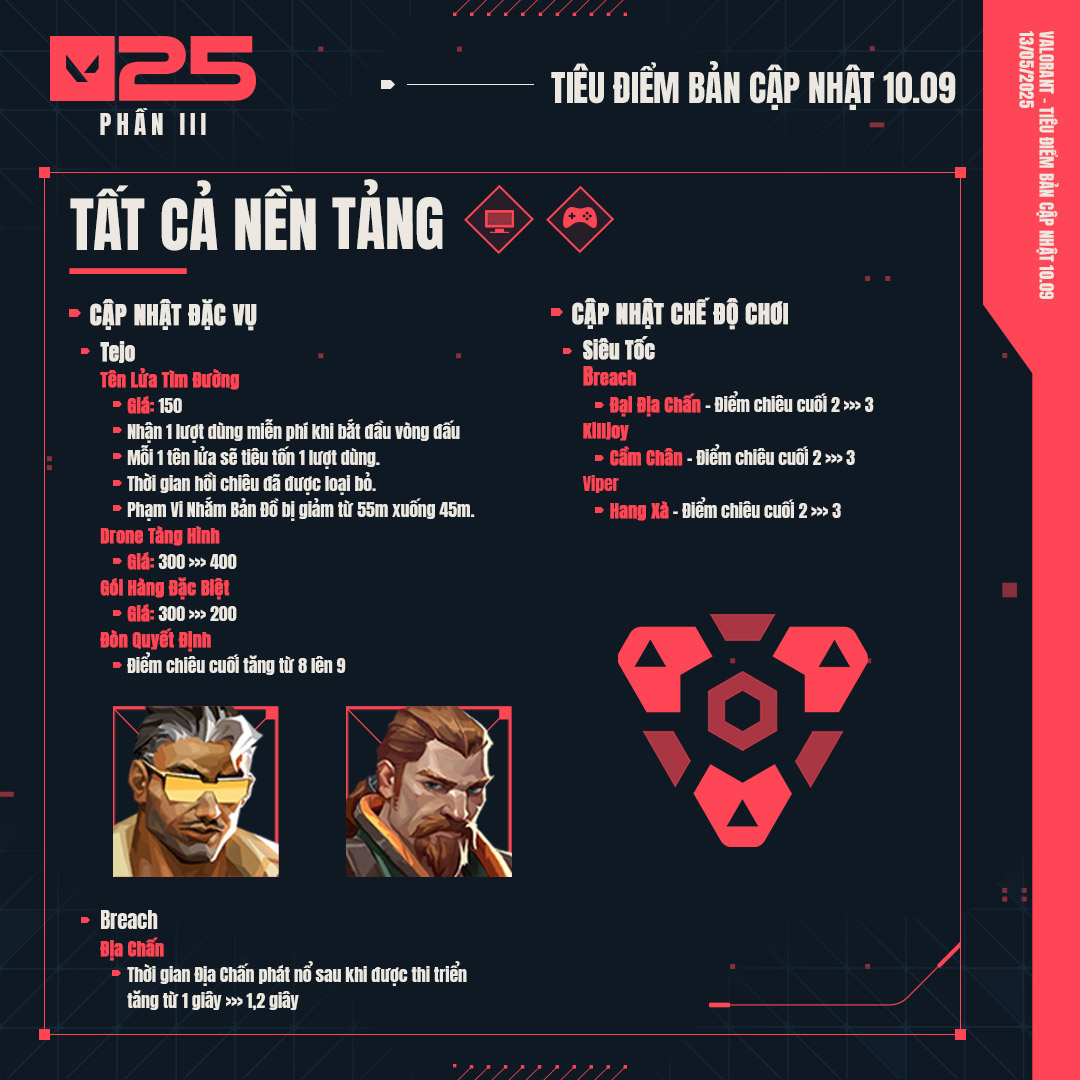 25
PHẦN III
TIÊU ĐIỂM BẢN CẬP NHẬT 10.09
VALORANT - TIÊU ĐIỂM BẢN CẬP NHẬT 10.09
13/05/2025
TẤT CẢ NỀN TẢNG
CẬP NHẬT ĐẶC VỤ
Tejo
Tên Lửa Tìm Đường
Giá: 150
Nhận 1 lượt dùng miễn phí khi bắt đầu vòng đấu
Mỗi 1 tên lửa sẽ tiêu tốn 1 lượt dùng.
Thời gian hồi chiêu đã được loại bỏ.
Phạm Vi Nhắm Bản Đồ bị giảm từ 55m xuống 45m.
Drone Tàng Hình
Giá: 300 >>> 400
Gói Hàng Đặc Biệt
Giá: 300 >>> 200
Đòn Quyết Định
Điểm chiêu cuối tăng từ 8 lên 9
Breach
Địa Chấn
Thời gian Địa Chấn phát nổ sau khi được thi triển
tăng từ 1 giây >>> 1,2 giây
CẬP NHẬT CHẾ ĐỘ CHƠI
Siêu Tốc
Breach
Đại Địa Chấn - Điểm chiêu cuối 2 >>> 3
Killjoy
Cầm Chân - Điểm chiêu cuối 2 >>> 3
Viper
Hang Xà - Điểm chiêu cuối 2 >>> 3